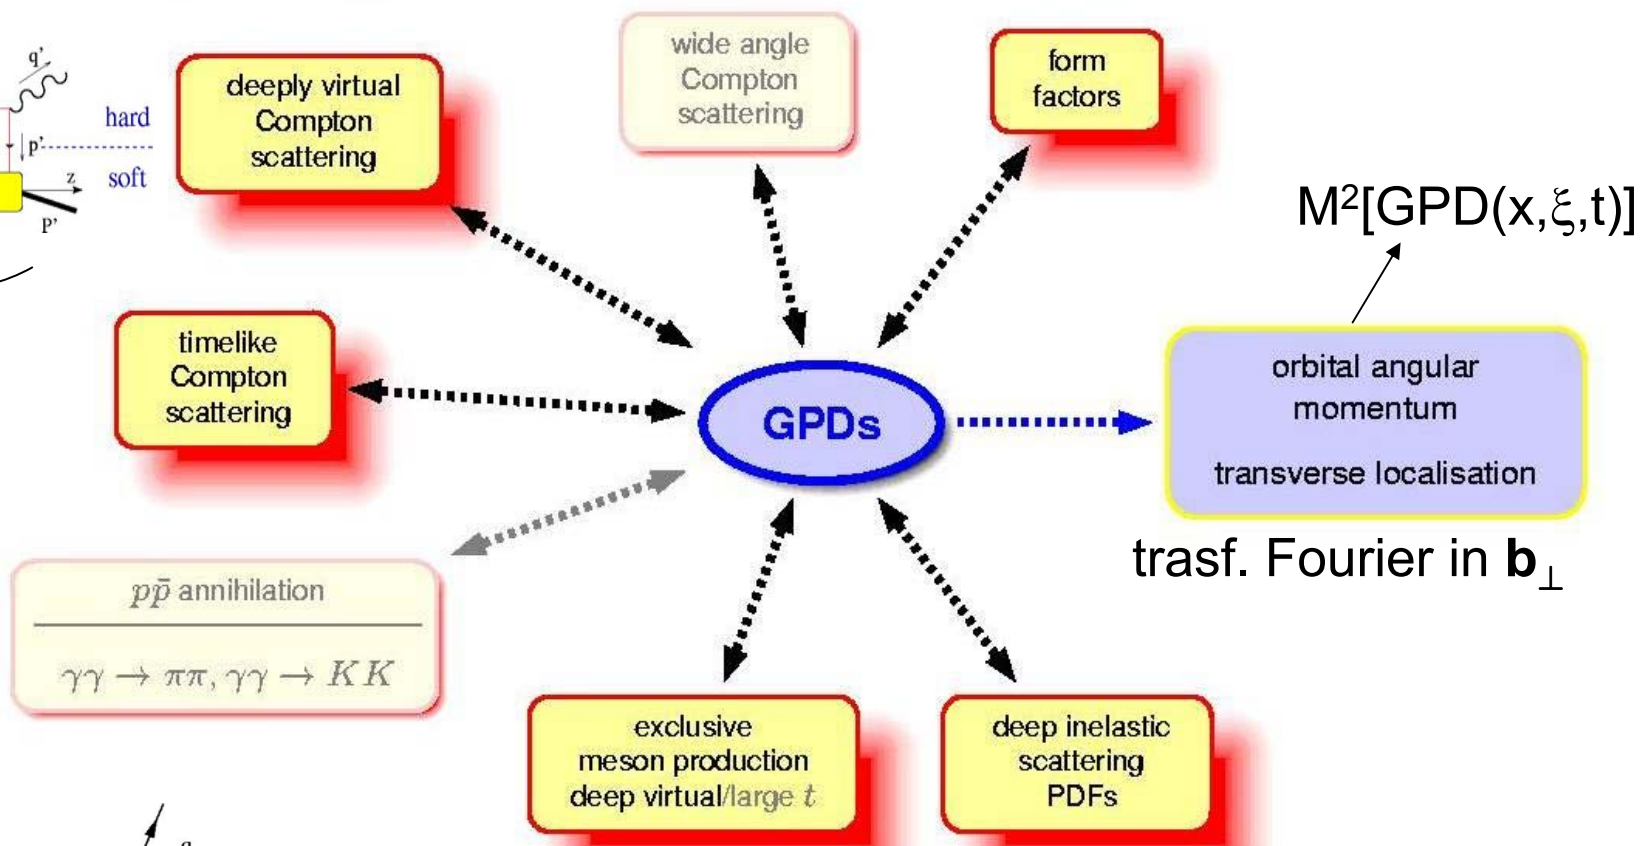 q'
hard
p'
soft
z
P'
deeply virtual
Compton
scattering
wide angle
Compton
scattering
form
factors
M²[GPD(x,ξ,t)]
timelike
Compton
scattering
GPDs
orbital angular
momentum
transverse localisation
trasf. Fourier in b⊥
pp̄ annihilation
γγ → ππ, γγ → KK
exclusive
meson production
deep virtual/large t
deep inelastic
scattering
PDFs